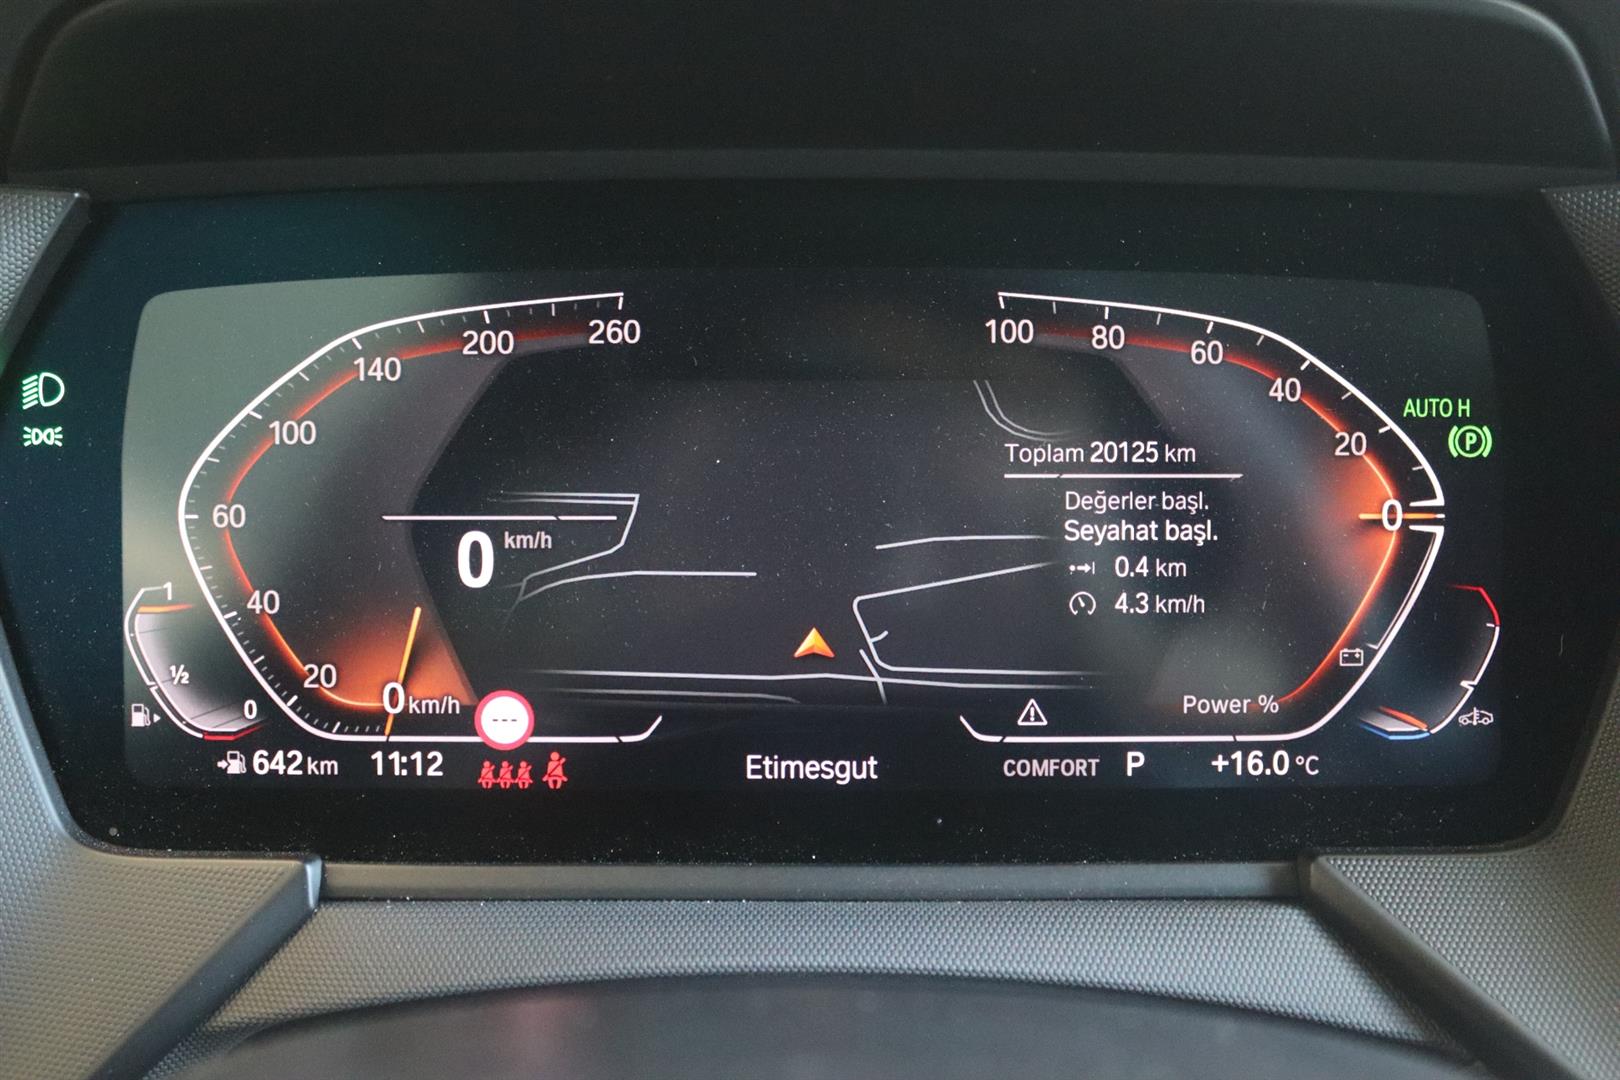 260
200
140
100
60
40
20
0 km/h
0 km/h
1
½
0
---
642 km
11:12
Etimesgut
100
80
60
40
20
0
Power %
Toplam 20125 km
Değerler başl.
Seyahat başl.
0.4 km
4.3 km/h
AUTO H
P
COMFORT P +16.0 °C